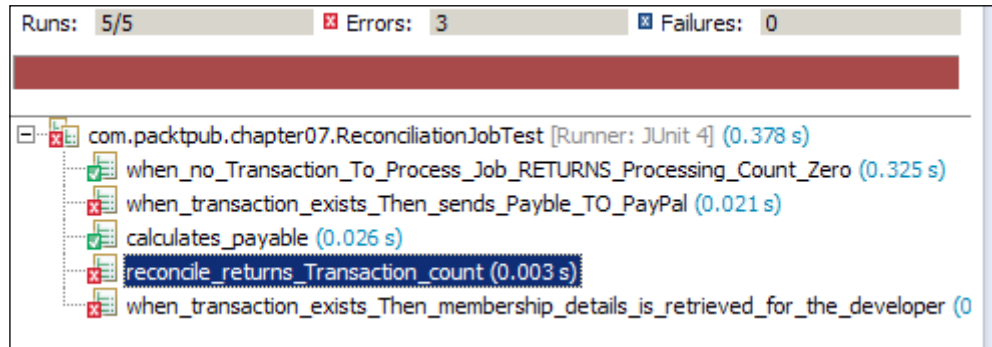 Runs: 5/5 Errors: 3 Failures: 0
com.packtpub.chapter07.ReconciliationJobTest [Runner: JUnit 4] (0.378 s)
when_no_Transaction_To_Process_Job_RETURNS_Processing_Count_Zero (0.325 s)
when_transaction_exists_Then_sends_Payble_TO_PayPal (0.021 s)
calculates_payable (0.026 s)
reconcile_returns_Transaction_count (0.003 s)
when_transaction_exists_Then_membership_details_is_retrieved_for_the_developer (0